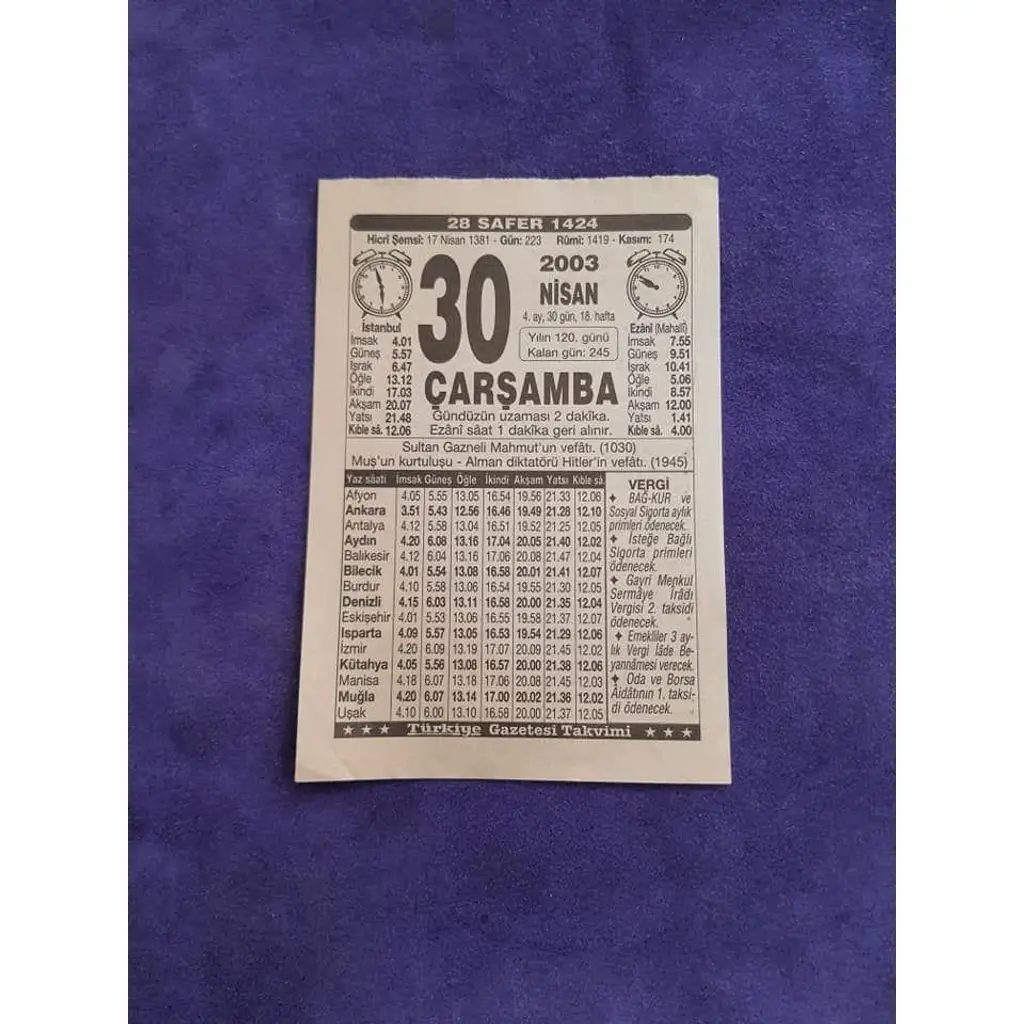 28 SAFER 1424
Hicrî Şemsî: 17 Nisan 1381 - Gün: 223 Rûmî: 1419 - Kasım: 174
30
2003
NİSAN
4. ay, 30 gün, 18. hafta
Yılın 120. günü
Kalan gün: 245
ÇARŞAMBA
Gündüzün uzaması 2 dakîka.
Ezânî sâat 1 dakîka geri alınır.
İstanbul
İmsak 4.01
Güneş 5.57
İşrak 6.47
Öğle 13.12
İkindi 17.03
Akşam 20.07
Yatsı 21.48
Kıble sâ. 12.06
Ezânî (Mahallî)
İmsak 7.55
Güneş 9.51
İşrak 10.41
Öğle 5.06
İkindi 8.57
Akşam 12.00
Yatsı 1.41
Kıble sâ. 4.00
Sultan Gazneli Mahmut'un vefâtı. (1030)
Muş'un kurtuluşu - Alman diktatörü Hitler'in vefâtı. (1945)
Yaz sâati İmsak Güneş Öğle İkindi Akşam Yatsı Kıble sâ.
Afyon 4.05 5.55 13.05 16.54 19.56 21.33 12.06
Ankara 3.51 5.43 12.56 16.46 19.49 21.28 12.10
Antalya 4.12 5.58 13.04 16.51 19.52 21.25 12.05
Aydın 4.20 6.08 13.16 17.04 20.05 21.40 12.02
Balıkesir 4.12 6.04 13.16 17.06 20.08 21.47 12.04
Bilecik 4.01 5.54 13.08 16.58 20.01 21.41 12.07
Burdur 4.10 5.58 13.06 16.54 19.55 21.30 12.05
Denizli 4.15 6.03 13.11 16.58 20.00 21.35 12.04
Eskişehir 4.01 5.53 13.06 16.55 19.58 21.37 12.07
Isparta 4.09 5.57 13.05 16.53 19.54 21.29 12.06
İzmir 4.20 6.09 13.19 17.07 20.09 21.45 12.02
Kütahya 4.05 5.56 13.08 16.57 20.00 21.38 12.06
Manisa 4.18 6.07 13.18 17.06 20.08 21.45 12.03
Muğla 4.20 6.07 13.14 17.00 20.02 21.36 12.02
Uşak 4.10 6.00 13.10 16.58 20.00 21.37 12.05
VERGİ
✦ BAĞ-KUR ve
Sosyal Sigorta aylık
primleri ödenecek.
✦ İsteğe Bağlı
Sigorta primleri
ödenecek.
✦ Gayri Menkul
Sermâye İrâdı
Vergisi 2. taksidi
ödenecek.
✦ Emekliler 3 ay-
lık Vergi İâde Be-
yannâmesi verecek.
✦ Oda ve Borsa
Aidâtının 1. taksi-
di ödenecek.
★ ★ ★ Türkiye Gazetesi Takvimi ★ ★ ★